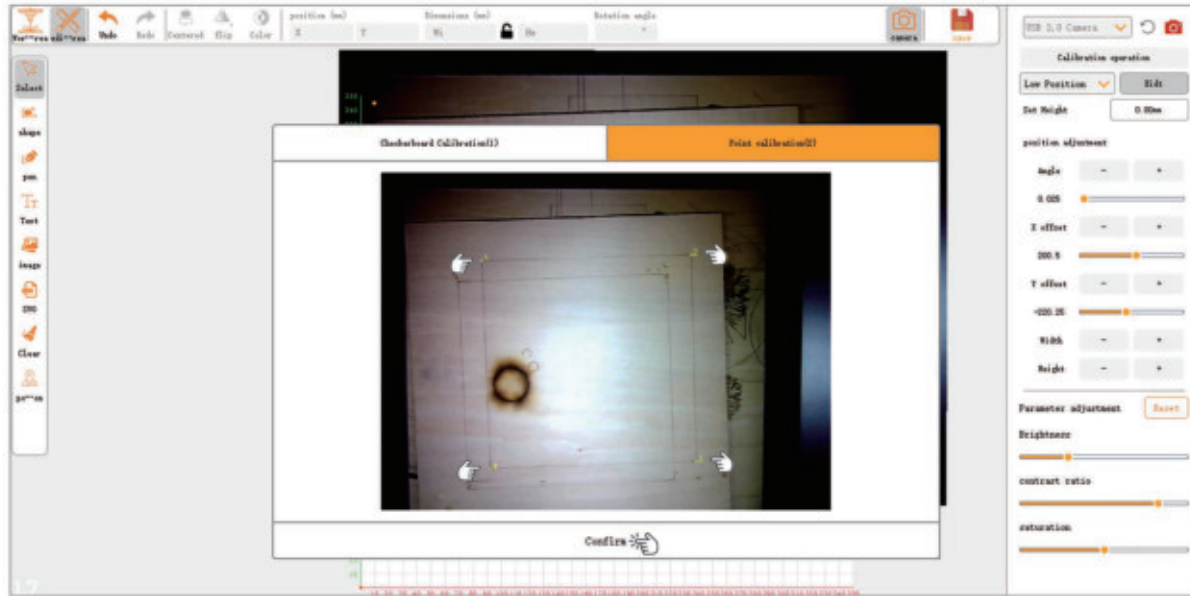 position (mm)
Dimensions (mm)
Rotation angle
Undo
Redo
Centered
flip
Color
X
Y
Wi
He
camera
USB 2.0 Camera
Calibration operation
Low Position
Set Height
0.00mm
position adjustment
Angle
-
+
0.025
X offset
-
+
200.5
Y offset
-
+
-220.25
Width
-
+
Height
-
+
Parameter adjustment
Reset
Brightness
contrast ratio
saturation
Select
shape
pen
Text
image
Clear
Checkerboard Calibration(1)
Point calibration(2)
Confirm
17